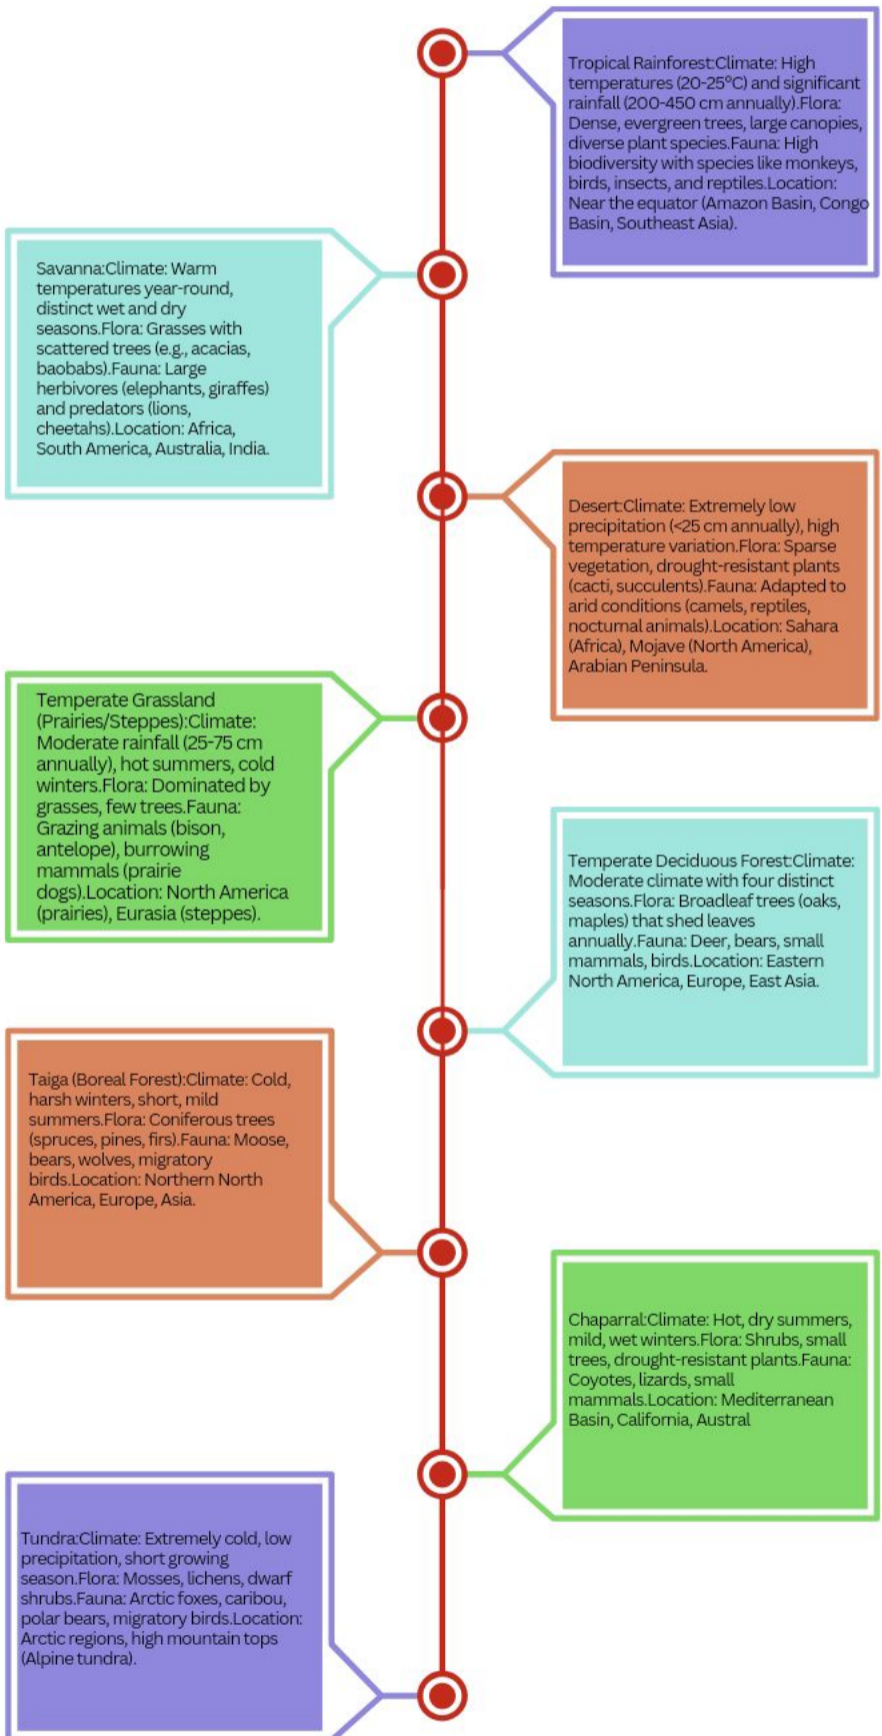 Tropical Rainforest:Climate: High
temperatures (20-25°C) and significant
rainfall (200-450 cm annually).Flora:
Dense, evergreen trees, large canopies,
diverse plant species.Fauna: High
biodiversity with species like monkeys,
birds, insects, and reptiles.Location:
Near the equator (Amazon Basin, Congo
Basin, Southeast Asia).
Savanna:Climate: Warm
temperatures year-round,
distinct wet and dry
seasons.Flora: Grasses with
scattered trees (e.g., acacias,
baobabs).Fauna: Large
herbivores (elephants, giraffes)
and predators (lions,
cheetahs).Location: Africa,
South America, Australia, India.
Desert:Climate: Extremely low
precipitation (<25 cm annually), high
temperature variation.Flora: Sparse
vegetation, drought-resistant plants
(cacti, succulents).Fauna: Adapted to
arid conditions (camels, reptiles,
nocturnal animals).Location: Sahara
(Africa), Mojave (North America),
Arabian Peninsula.
Temperate Grassland
(Prairies/Steppes):Climate:
Moderate rainfall (25-75 cm
annually), hot summers, cold
winters.Flora: Dominated by
grasses, few trees.Fauna:
Grazing animals (bison,
antelope), burrowing
mammals (prairie
dogs).Location: North America
(prairies), Eurasia (steppes).
Temperate Deciduous Forest:Climate:
Moderate climate with four distinct
seasons.Flora: Broadleaf trees (oaks,
maples) that shed leaves
annually.Fauna: Deer, bears, small
mammals, birds.Location: Eastern
North America, Europe, East Asia.
Taiga (Boreal Forest):Climate: Cold,
harsh winters, short, mild
summers.Flora: Coniferous trees
(spruces, pines, firs).Fauna: Moose,
bears, wolves, migratory
birds.Location: Northern North
America, Europe, Asia.
Chaparral:Climate: Hot, dry summers,
mild, wet winters.Flora: Shrubs, small
trees, drought-resistant plants.Fauna:
Coyotes, lizards, small
mammals.Location: Mediterranean
Basin, California, Austral
Tundra:Climate: Extremely cold, low
precipitation, short growing
season.Flora: Mosses, lichens, dwarf
shrubs.Fauna: Arctic foxes, caribou,
polar bears, migratory birds.Location:
Arctic regions, high mountain tops
(Alpine tundra).